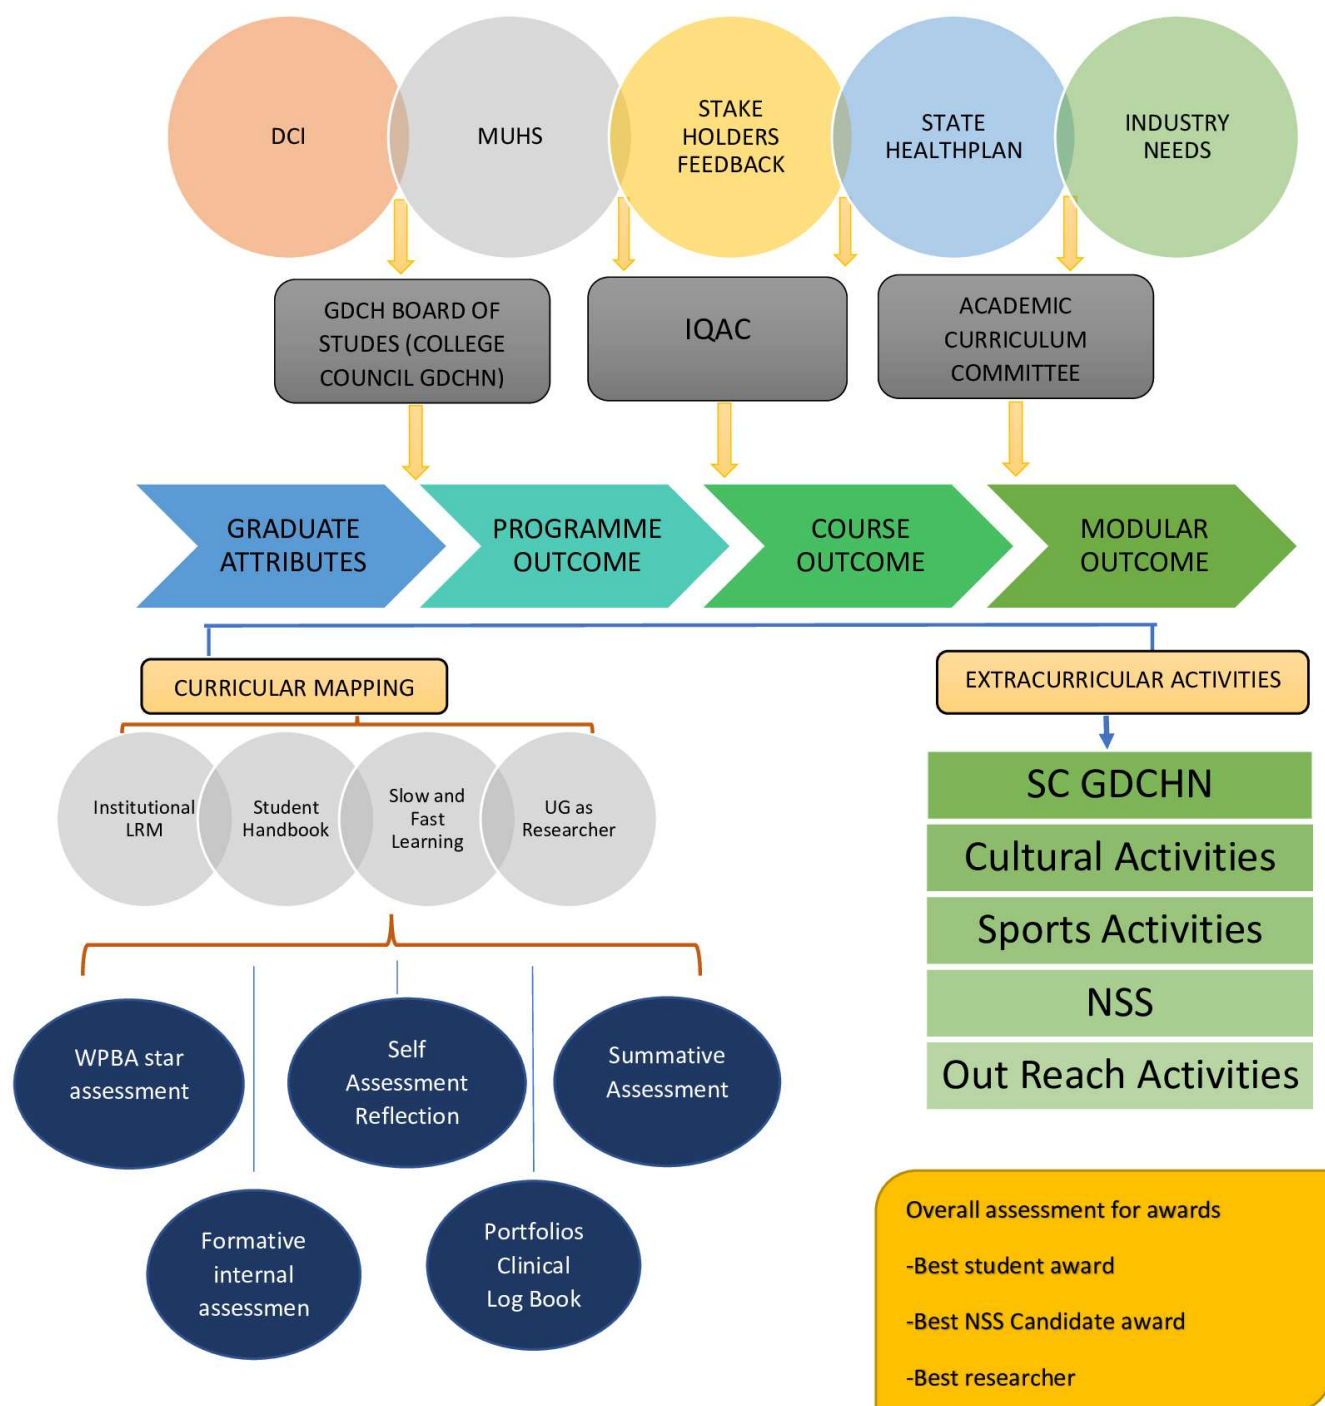 DCI
MUHS
STAKE
HOLDERS
FEEDBACK
STATE
HEALTHPLAN
INDUSTRY
NEEDS
GDCH BOARD OF
STUDES (COLLEGE
COUNCIL GDCHN)
IQAC
ACADEMIC
CURRICULUM
COMMITTEE
GRADUATE
ATTRIBUTES
PROGRAMME
OUTCOME
COURSE
OUTCOME
MODULAR
OUTCOME
CURRICULAR MAPPING
EXTRACURRICULAR ACTIVITIES
Institutional
LRM
Student
Handbook
Slow and
Fast
Learning
UG as
Researcher
SC GDCHN
Cultural Activities
Sports Activities
NSS
Out Reach Activities
WPBA star
assessment
Self
Assessment
Reflection
Summative
Assessment
Formative
internal
assessmen
Portfolios
Clinical
Log Book
Overall assessment for awards
-Best student award
-Best NSS Candidate award
-Best researcher